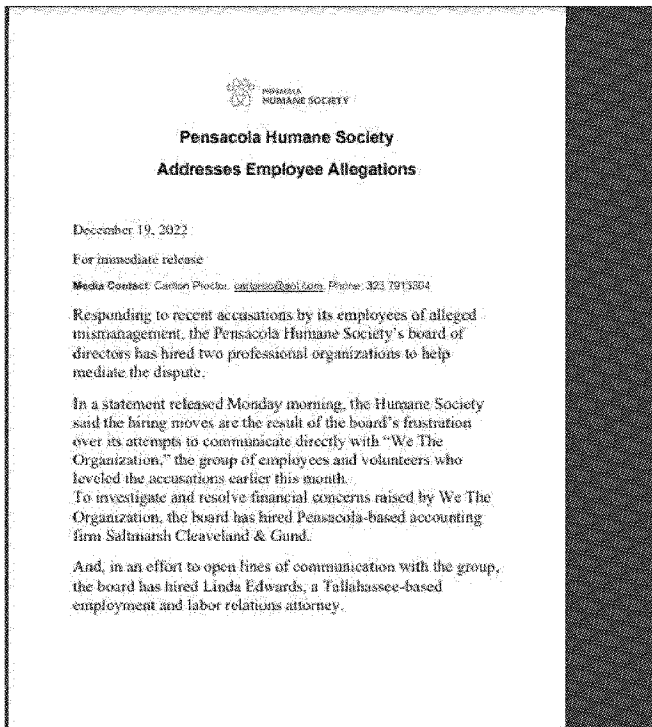 PENSACOLA
HUMANE SOCIETY
Pensacola Humane Society
Addresses Employee Allegations
December 19, 2022
For immediate release
Media Contact: Carlton Proctor, Phone: 323 7913304
Responding to recent accusations by its employees of alleged
mismanagement, the Pensacola Humane Society's board of
directors has hired two professional organizations to help
mediate the dispute.
In a statement released Monday morning, the Humane Society
said the hiring moves are the result of the board's frustration
over its attempts to communicate directly with “We The
Organization,” the group of employees and volunteers who
leveled the accusations earlier this month.
To investigate and resolve financial concerns raised by We The
Organization, the board has hired Pensacola-based accounting
firm Saltmarsh Cleaveland & Gund.
And, in an effort to open lines of communication with the group,
the board has hired Linda Edwards, a Tallahassee-based
employment and labor relations attorney.